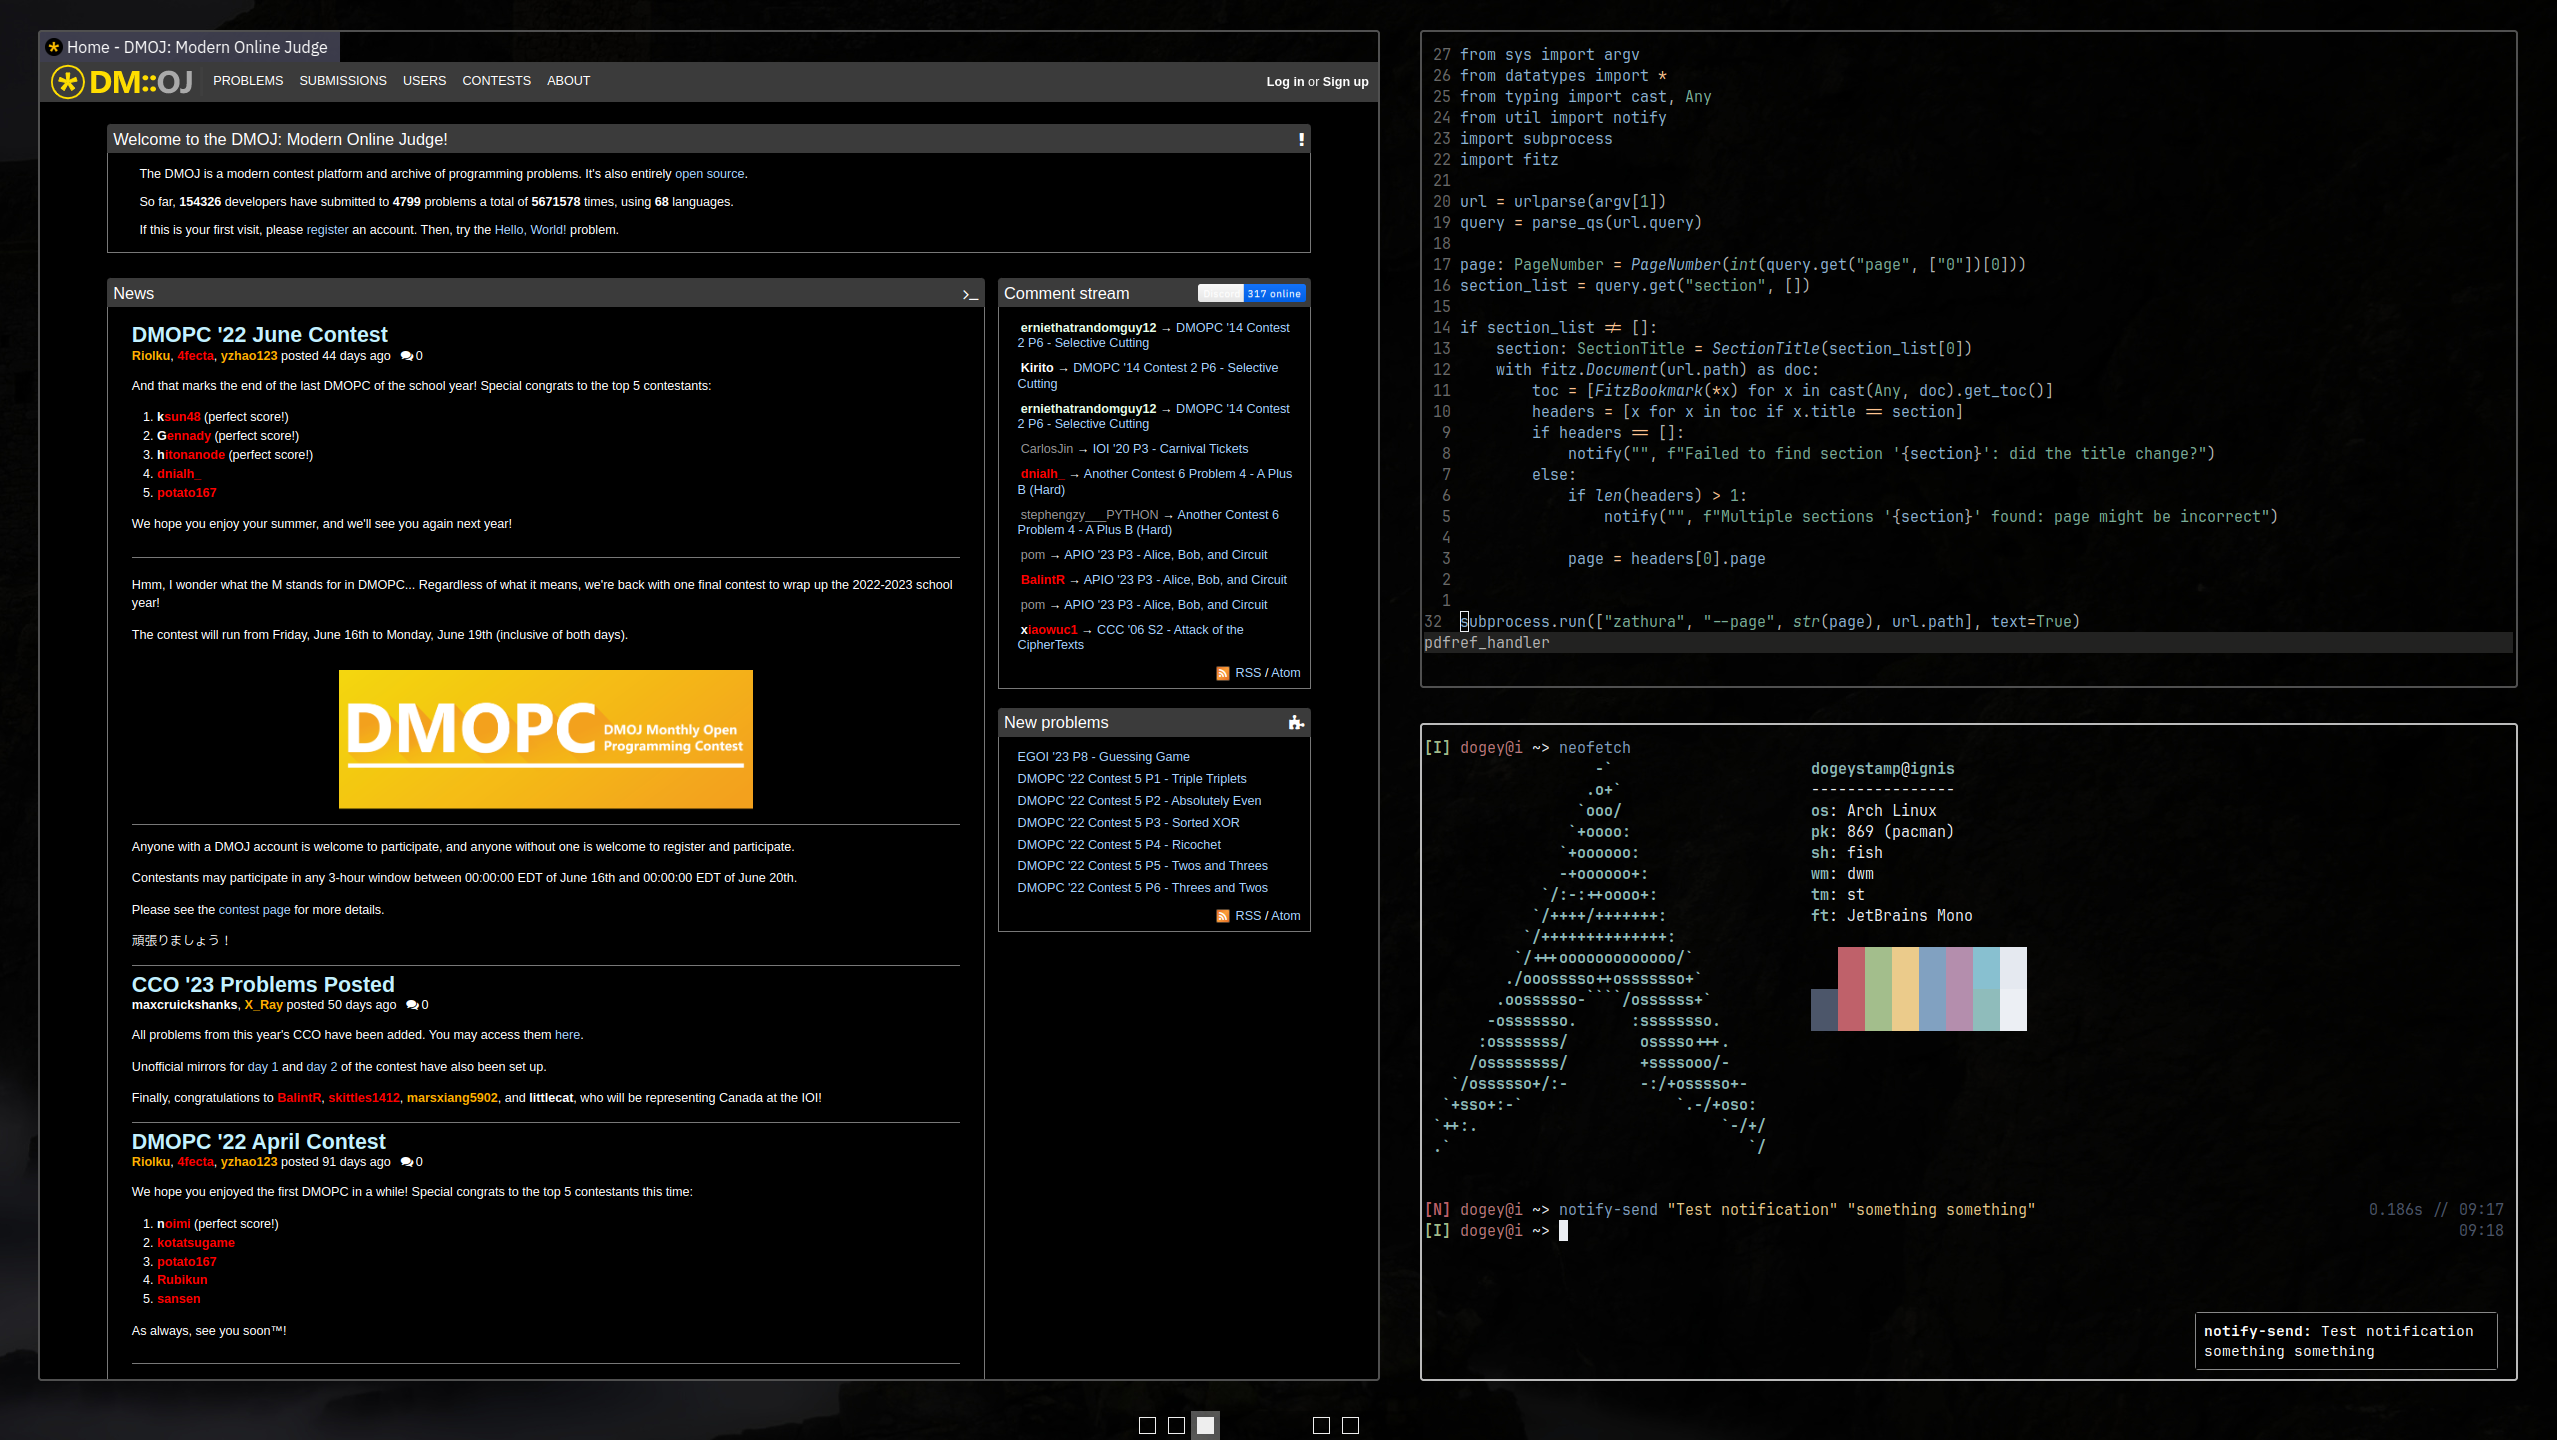 Home - DMOJ: Modern Online Judge
DM::OJ PROBLEMS SUBMISSIONS USERS CONTESTS ABOUT Log in or Sign up
Welcome to the DMOJ: Modern Online Judge!
The DMOJ is a modern contest platform and archive of programming problems. It's also entirely open source.
So far, 154326 developers have submitted to 4799 problems a total of 5671578 times, using 68 languages.
If this is your first visit, please register an account. Then, try the Hello, World! problem.
News
DMOPC '22 June Contest
Riolku, 4fecta, yzhao123 posted 44 days ago 0
And that marks the end of the last DMOPC of the school year! Special congrats to the top 5 contestants:
1. ksun48 (perfect score!)
2. Gennady (perfect score!)
3. hitonanode (perfect score!)
4. dnialh_
5. potato167
We hope you enjoy your summer, and we'll see you again next year!
Hmm, I wonder what the M stands for in DMOPC... Regardless of what it means, we're back with one final contest to wrap up the 2022-2023 school
year!
The contest will run from Friday, June 16th to Monday, June 19th (inclusive of both days).
DMOPC DMOJ Monthly Open
Programming Contest
Anyone with a DMOJ account is welcome to participate, and anyone without one is welcome to register and participate.
Contestants may participate in any 3-hour window between 00:00:00 EDT of June 16th and 00:00:00 EDT of June 20th.
Please see the contest page for more details.
頑張りましょう！
CCO '23 Problems Posted
maxcruickshanks, X_Ray posted 50 days ago 0
All problems from this year's CCO have been added. You may access them here.
Unofficial mirrors for day 1 and day 2 of the contest have also been set up.
Finally, congratulations to BalintR, skittles1412, marsxiang5902, and littlecat, who will be representing Canada at the IOI!
DMOPC '22 April Contest
Riolku, 4fecta, yzhao123 posted 91 days ago 0
We hope you enjoyed the first DMOPC in a while! Special congrats to the top 5 contestants this time:
1. noimi (perfect score!)
2. kotatsugame
3. potato167
4. Rubikun
5. sansen
As always, see you soon™!
Comment stream Discord 317 online
erniethatrandomguy12 → DMOPC '14 Contest
2 P6 - Selective Cutting
Kirito → DMOPC '14 Contest 2 P6 - Selective
Cutting
erniethatrandomguy12 → DMOPC '14 Contest
2 P6 - Selective Cutting
CarlosJin → IOI '20 P3 - Carnival Tickets
dnialh_ → Another Contest 6 Problem 4 - A Plus
B (Hard)
stephengzy___PYTHON → Another Contest 6
Problem 4 - A Plus B (Hard)
pom → APIO '23 P3 - Alice, Bob, and Circuit
BalintR → APIO '23 P3 - Alice, Bob, and Circuit
pom → APIO '23 P3 - Alice, Bob, and Circuit
xiaowuc1 → CCC '06 S2 - Attack of the
CipherTexts
RSS / Atom
New problems
EGOI '23 P8 - Guessing Game
DMOPC '22 Contest 5 P1 - Triple Triplets
DMOPC '22 Contest 5 P2 - Absolutely Even
DMOPC '22 Contest 5 P3 - Sorted XOR
DMOPC '22 Contest 5 P4 - Ricochet
DMOPC '22 Contest 5 P5 - Twos and Threes
DMOPC '22 Contest 5 P6 - Threes and Twos
RSS / Atom
27 from sys import argv
26 from datatypes import *
25 from typing import cast, Any
24 from util import notify
23 import subprocess
22 import fitz
21
20 url = urlparse(argv[1])
19 query = parse_qs(url.query)
18
17 page: PageNumber = PageNumber(int(query.get("page", ["0"])[0]))
16 section_list = query.get("section", [])
15
14 if section_list != []:
13     section: SectionTitle = SectionTitle(section_list[0])
12     with fitz.Document(url.path) as doc:
11         toc = [FitzBookmark(*x) for x in cast(Any, doc).get_toc()]
10         headers = [x for x in toc if x.title == section]
9         if headers == []:
8             notify("", f"Failed to find section '{section}': did the title change?")
7         else:
6             if len(headers) > 1:
5                 notify("", f"Multiple sections '{section}' found: page might be incorrect")
4
3             page = headers[0].page
2
1
32 subprocess.run(["zathura", "--page", str(page), url.path], text=True)
pdfref_handler
[I] dogey@i ~> neofetch
-`
.o+` dogeystamp@ignis
`ooo/ ----------------
`+oooo: os: Arch Linux
`+oooooo: pk: 869 (pacman)
-+oooooo+: sh: fish
`/:-:++oooo+: wm: dwm
`/++++/+++++++: tm: st
`/++++++++++++++: ft: JetBrains Mono
`/+++ooooooooooooo/`
./ooosssso++osssssso+`
.oossssso-````/ossssss+`
-osssssso.      :ssssssso.
:osssssss/        osssso+++.
/ossssssss/        +ssssooo/-
`/ossssso+/:-        -:/+osssso+-
`+sso+:-`                 `.-/+oso:
`++:.                           `-/+/
.`                                 `/
[N] dogey@i ~> notify-send "Test notification" "something something" 0.186s // 09:17
[I] dogey@i ~> 09:18
notify-send: Test notification
something something